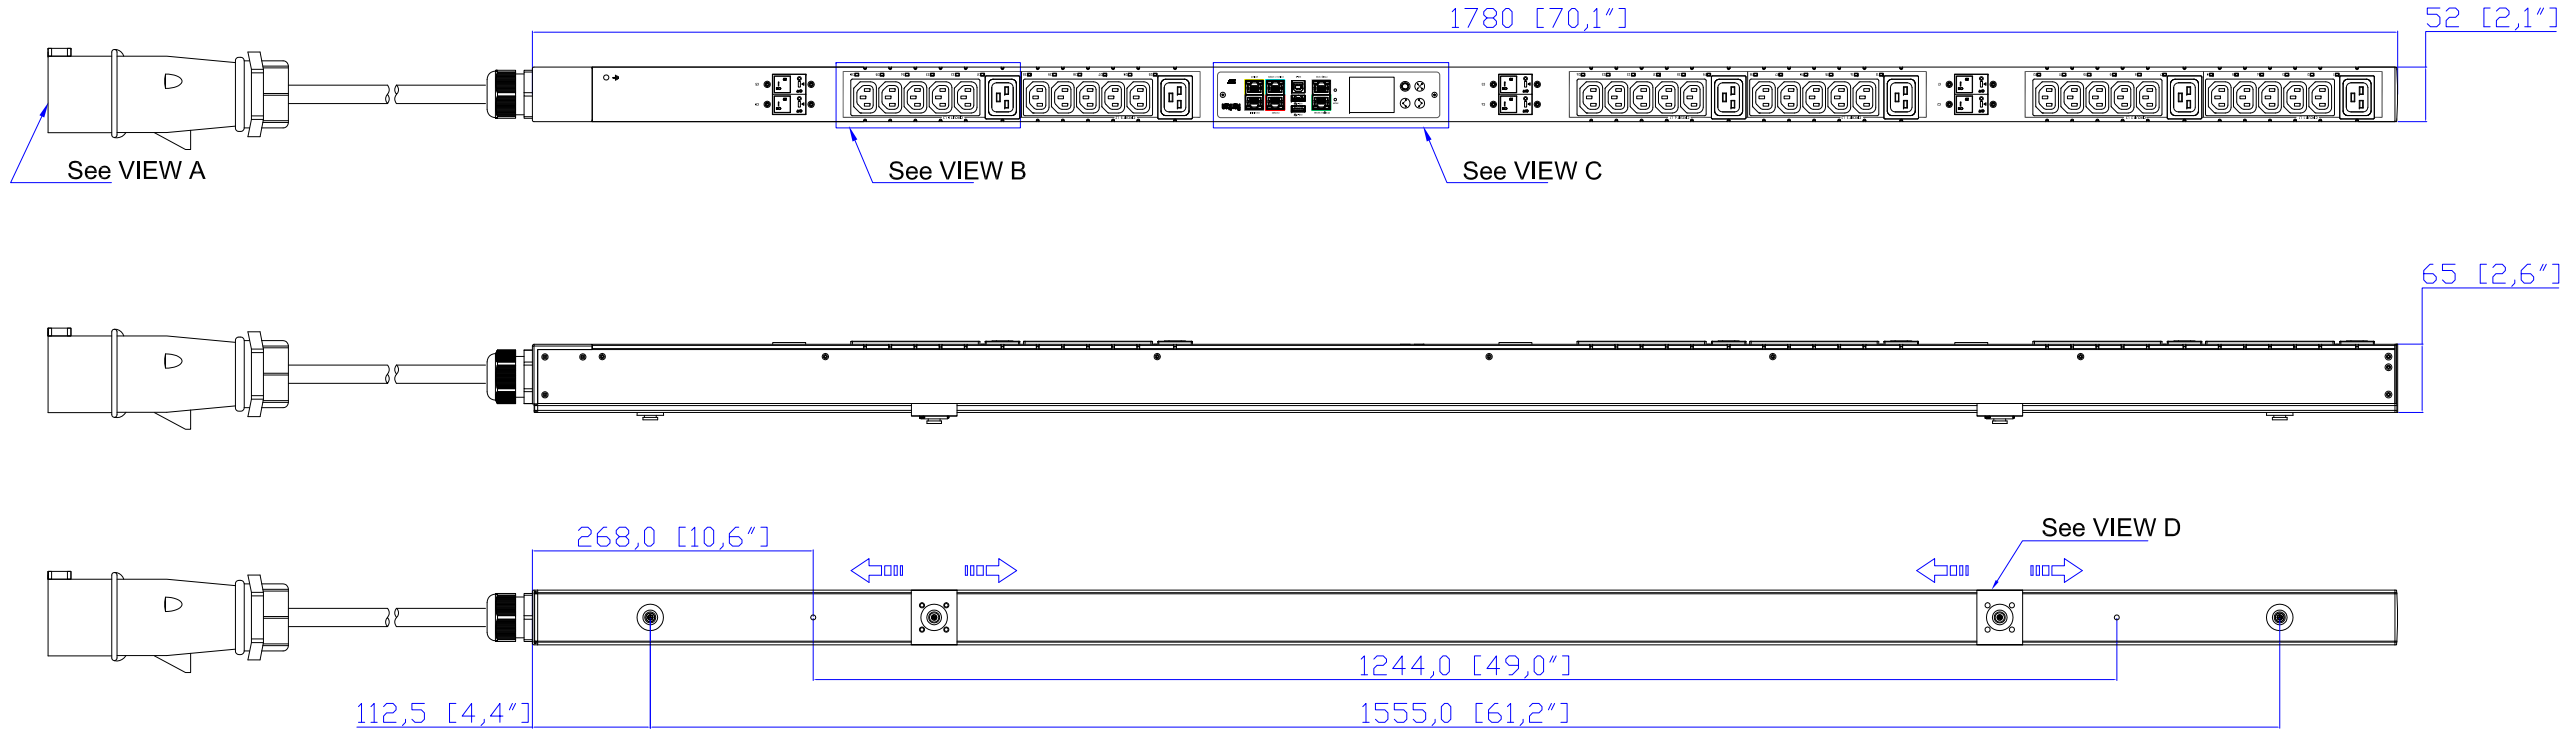 1780 [70,1"]
52 [2,1"]
See VIEW A
See VIEW B
See VIEW C
65 [2,6"]
268,0 [10,6"]
See VIEW D
1244,0 [49,0"]
112,5 [4,4"]
1555,0 [61,2"]